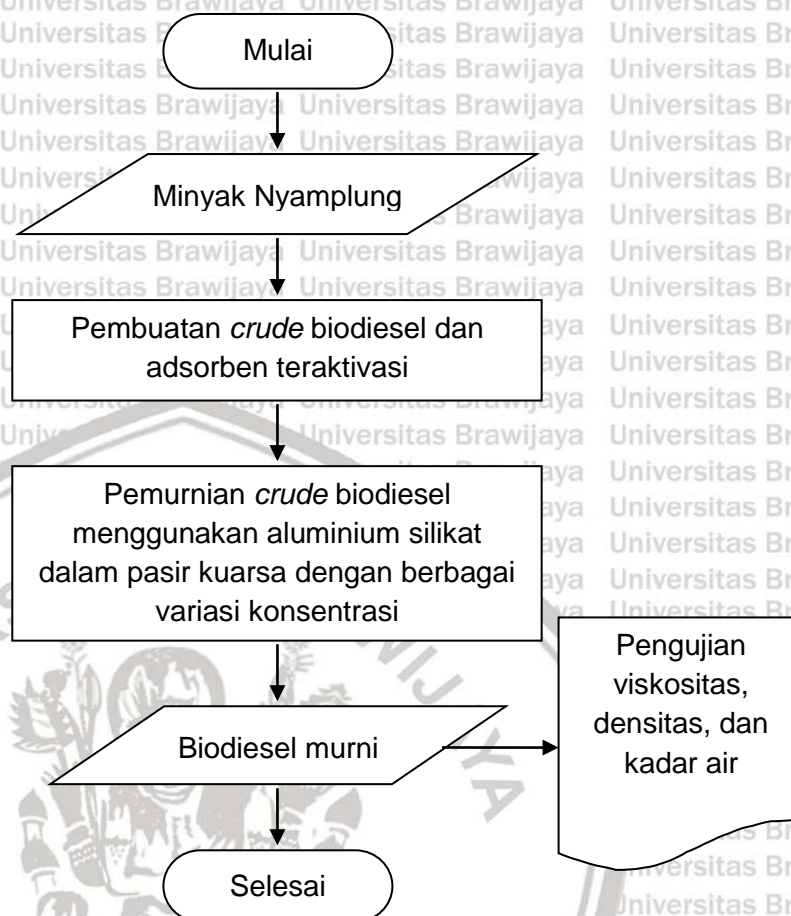 Mulai
Minyak Nyamplung
Pembuatan crude biodiesel dan
adsorben teraktivasi
Pemurnian crude biodiesel
menggunakan aluminium silikat
dalam pasir kuarsa dengan berbagai
variasi konsentrasi
Pengujian
viskositas,
densitas, dan
kadar air
Biodiesel murni
Selesai